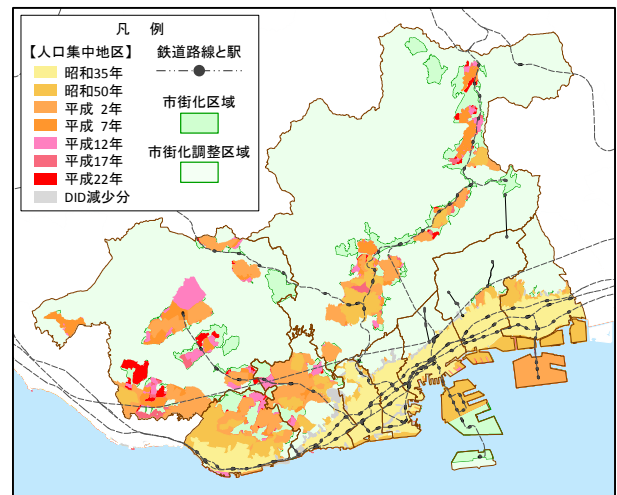 凡 例
【人口集中地区】
昭和35年
昭和50年
平成 2年
平成 7年
平成12年
平成17年
平成22年
DID減少分
鉄道路線と駅
市街化区域
市街化調整区域